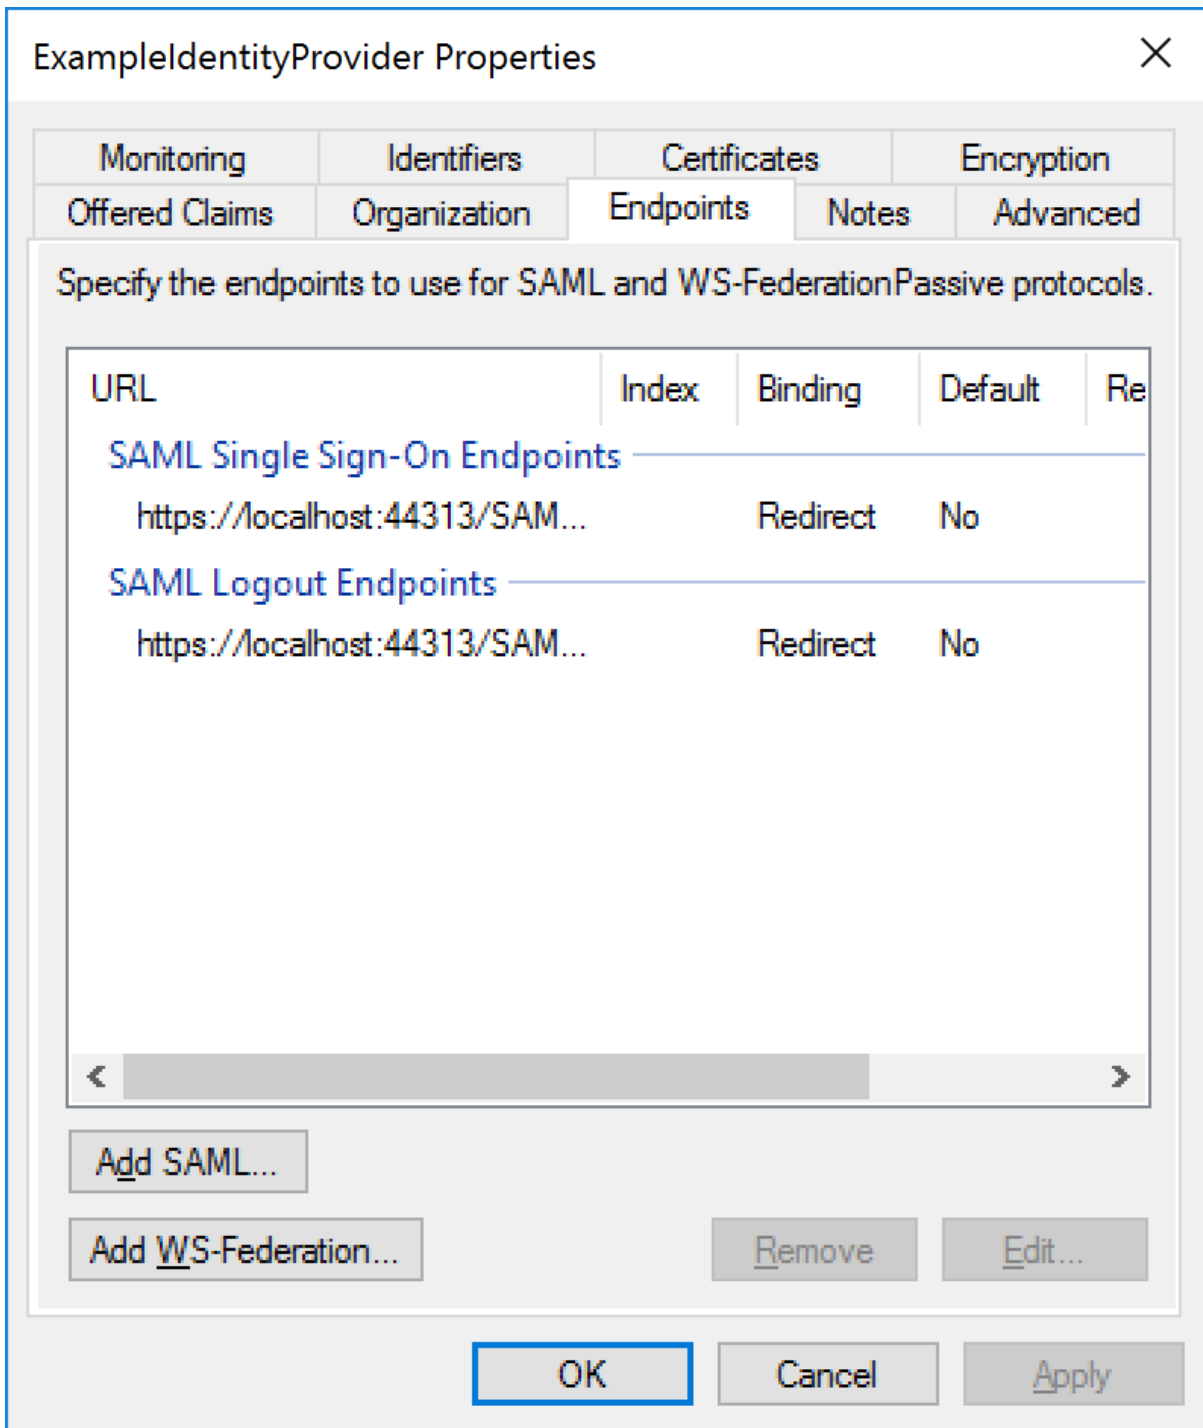 ExampleIdentityProvider Properties
Monitoring Identifiers Certificates Encryption
Offered Claims Organization Endpoints Notes Advanced
Specify the endpoints to use for SAML and WS-FederationPassive protocols.
URL Index Binding Default Re
SAML Single Sign-On Endpoints
https://localhost:44313/SAM... Redirect No
SAML Logout Endpoints
https://localhost:44313/SAM... Redirect No
Add SAML...
Add WS-Federation... Remove Edit...
OK Cancel Apply